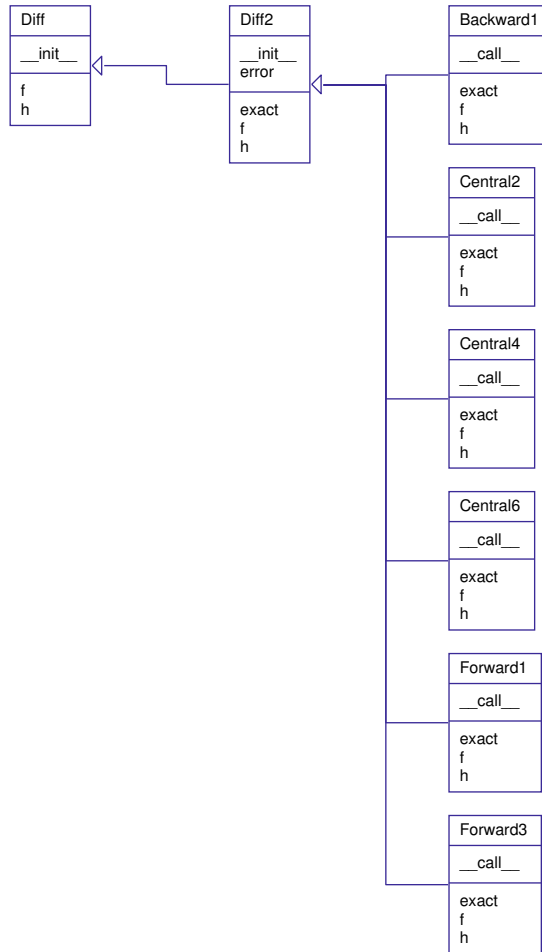 Diff
__init__
f
h
Diff2
__init__
error
exact
f
h
Backward1
__call__
exact
f
h
Central2
__call__
exact
f
h
Central4
__call__
exact
f
h
Central6
__call__
exact
f
h
Forward1
__call__
exact
f
h
Forward3
__call__
exact
f
h